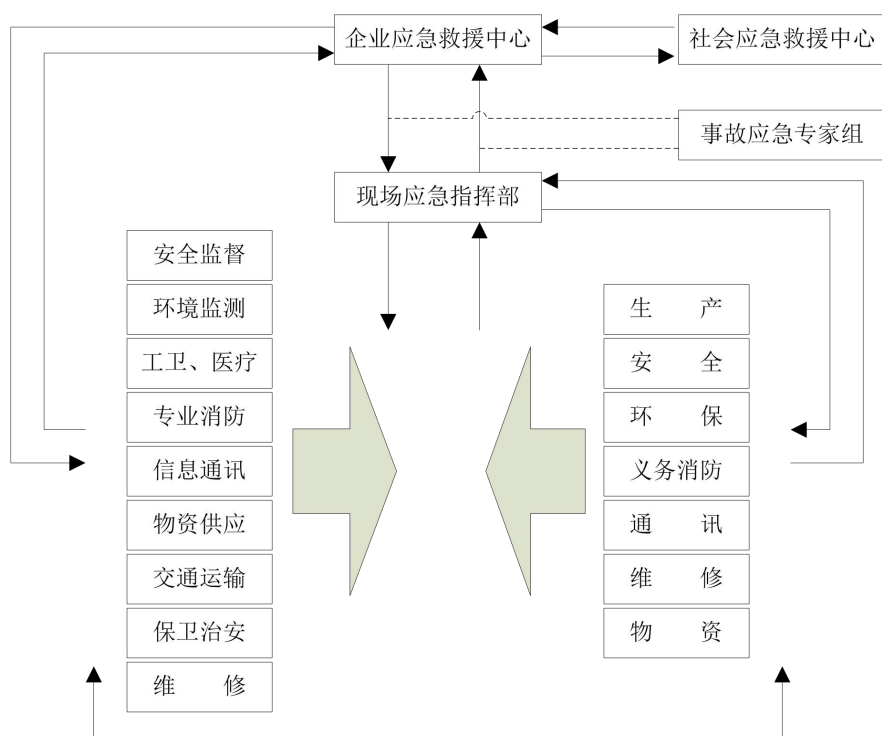 企业应急救援中心
社会应急救援中心
事故应急专家组
现场应急指挥部
安全监督
环境监测
工卫、医疗
专业消防
信息通讯
物资供应
交通运输
保卫治安
维 修
生 产
安 全
环 保
义务消防
通 讯
维 修
物 资